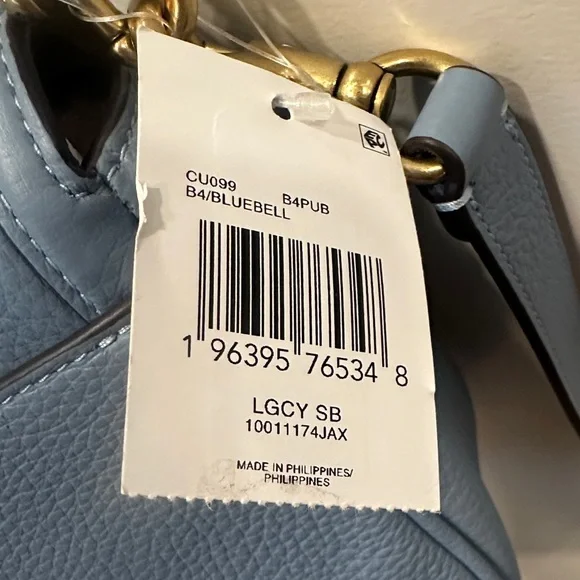 CU099 B4PUB
B4/BLUEBELL
1 96395 76534 8
LGCY SB
10011174JAX
MADE IN PHILIPPINES/
PHILIPPINES